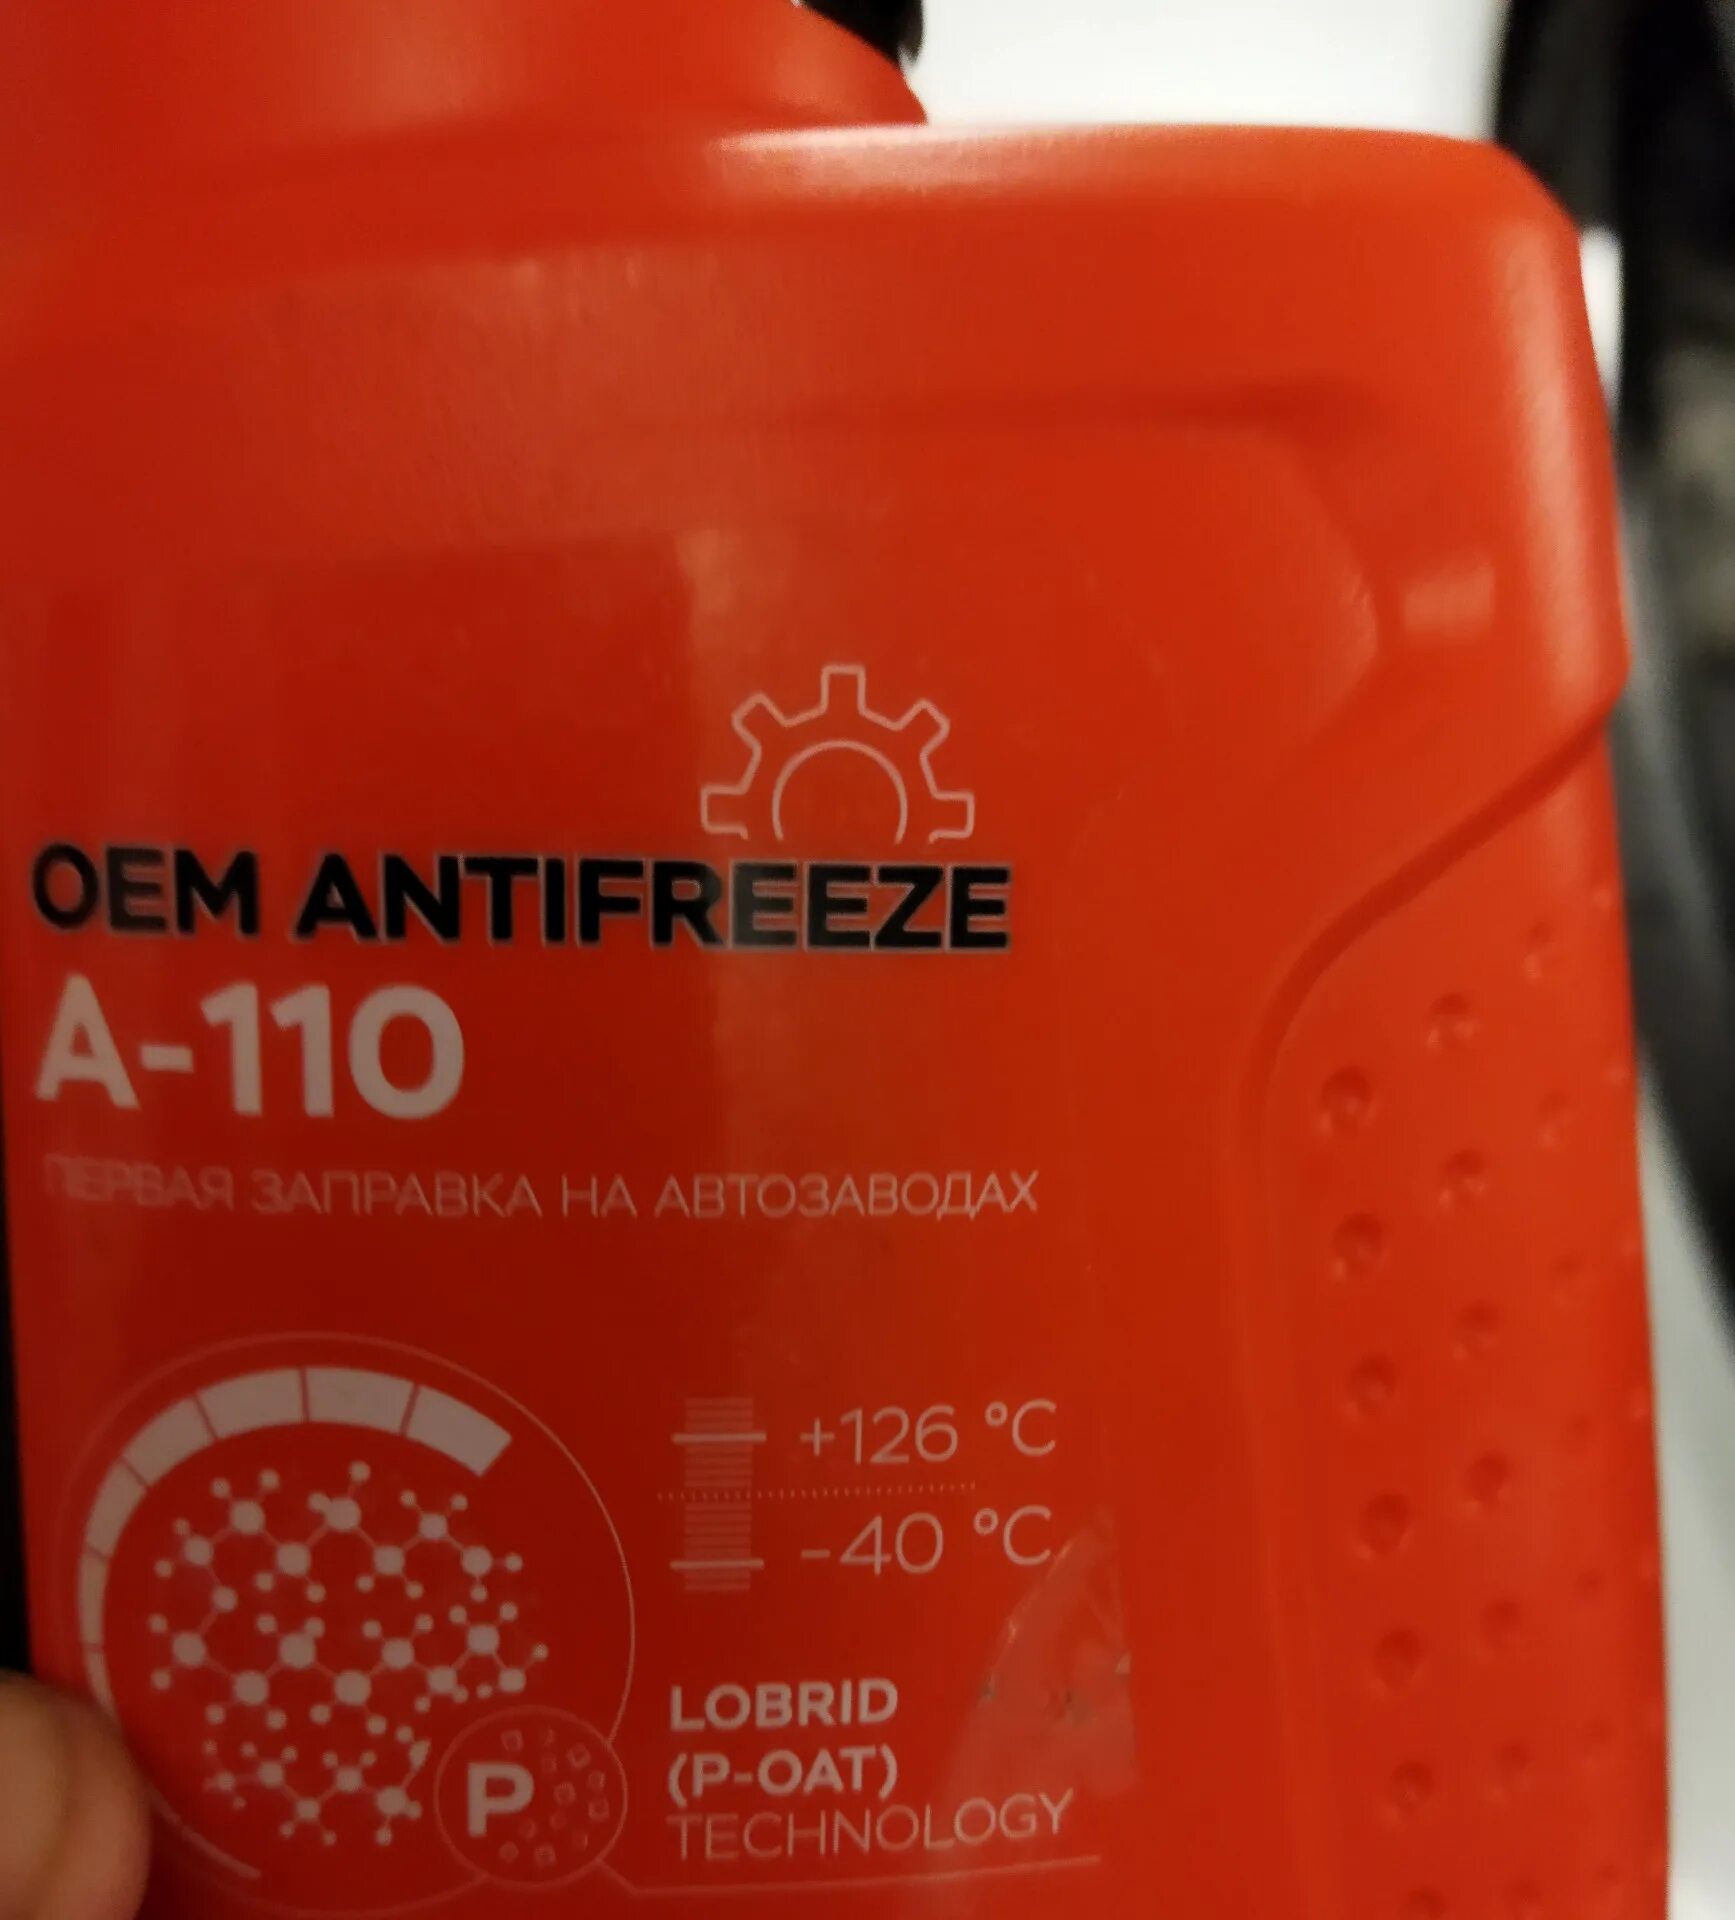 OEM ANTIFREEZE
A-110
ПЕРВАЯ ЗАПРАВКА НА АВТОЗАВОДАХ
+126 °C
-40 °C
LOBRID
(P-OAT)
TECHNOLOGY
P